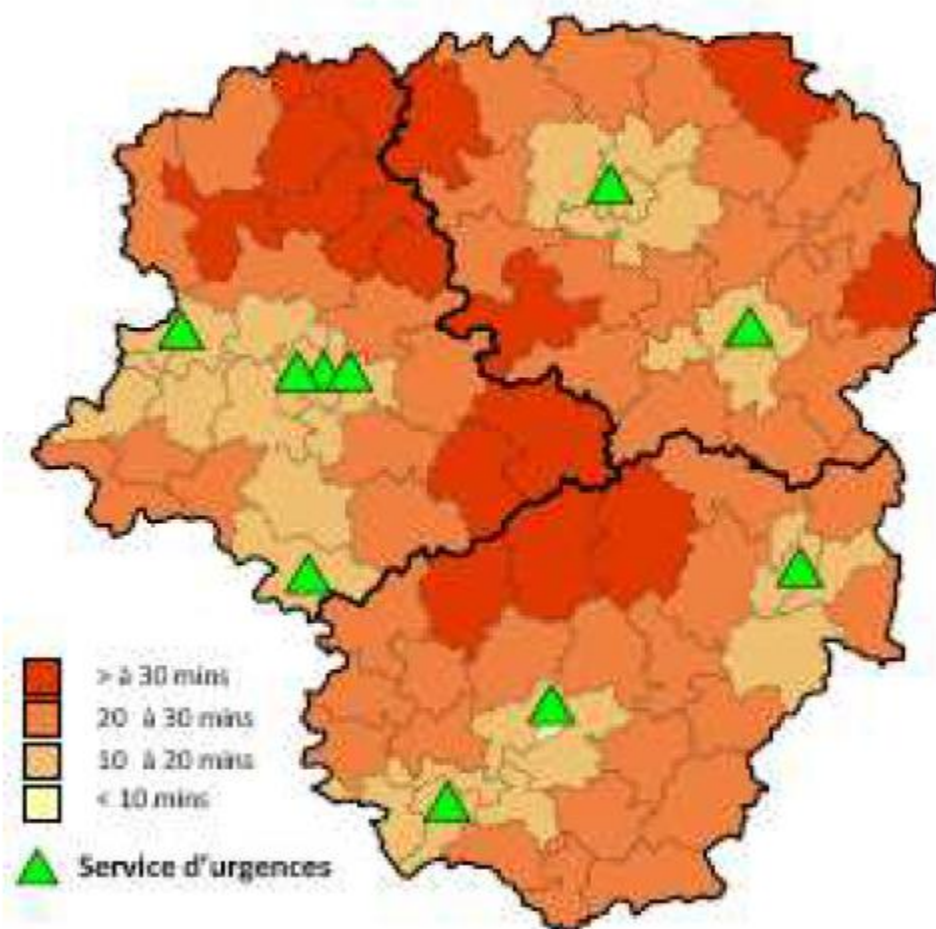 > à 30 mins
20 à 30 mins
10 à 20 mins
< 10 mins
Service d'urgences